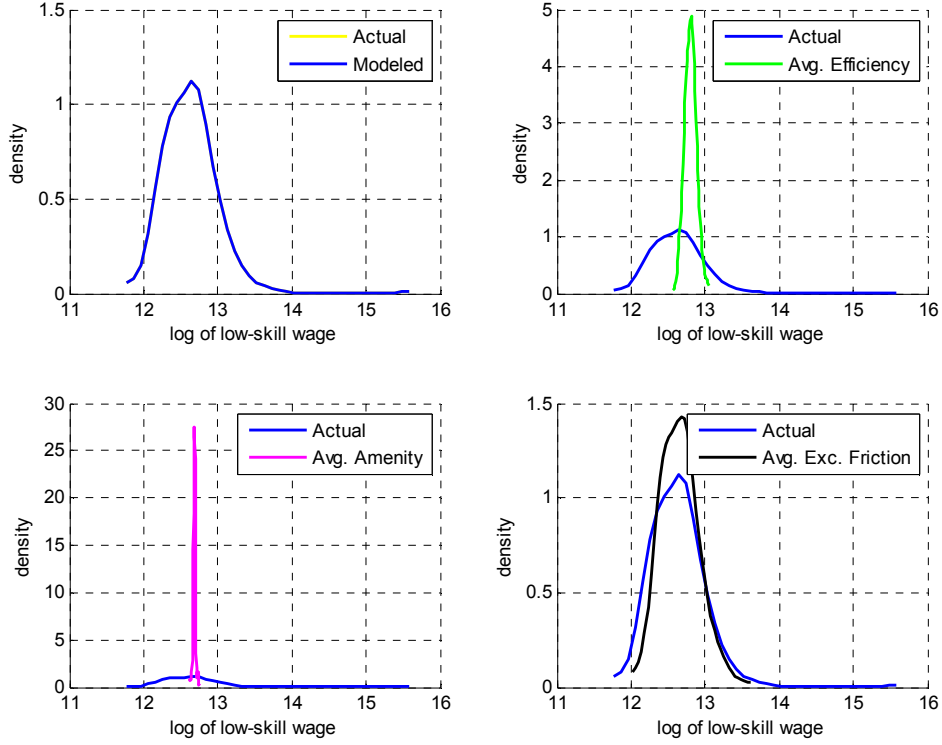 1.5
1
0.5
0
density
11 12 13 14 15 16
log of low-skill wage
Actual
Modeled
5
4
3
2
1
0
density
11 12 13 14 15 16
log of low-skill wage
Actual
Avg. Efficiency
30
25
20
15
10
5
0
density
11 12 13 14 15 16
log of low-skill wage
Actual
Avg. Amenity
1.5
1
0.5
0
density
11 12 13 14 15 16
log of low-skill wage
Actual
Avg. Exc. Friction